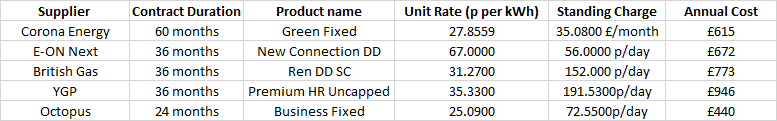 Supplier Contract Duration Product name Unit Rate (p per kWh) Standing Charge Annual Cost
Corona Energy 60 months Green Fixed 27.8559 35.0800 £/month £615
E-ON Next 36 months New Connection DD 67.0000 56.0000 p/day £672
British Gas 36 months Ren DD SC 31.2700 152.000 p/day £773
YGP 36 months Premium HR Uncapped 35.3300 191.5300p/day £946
Octopus 24 months Business Fixed 25.0900 72.5500p/day £440